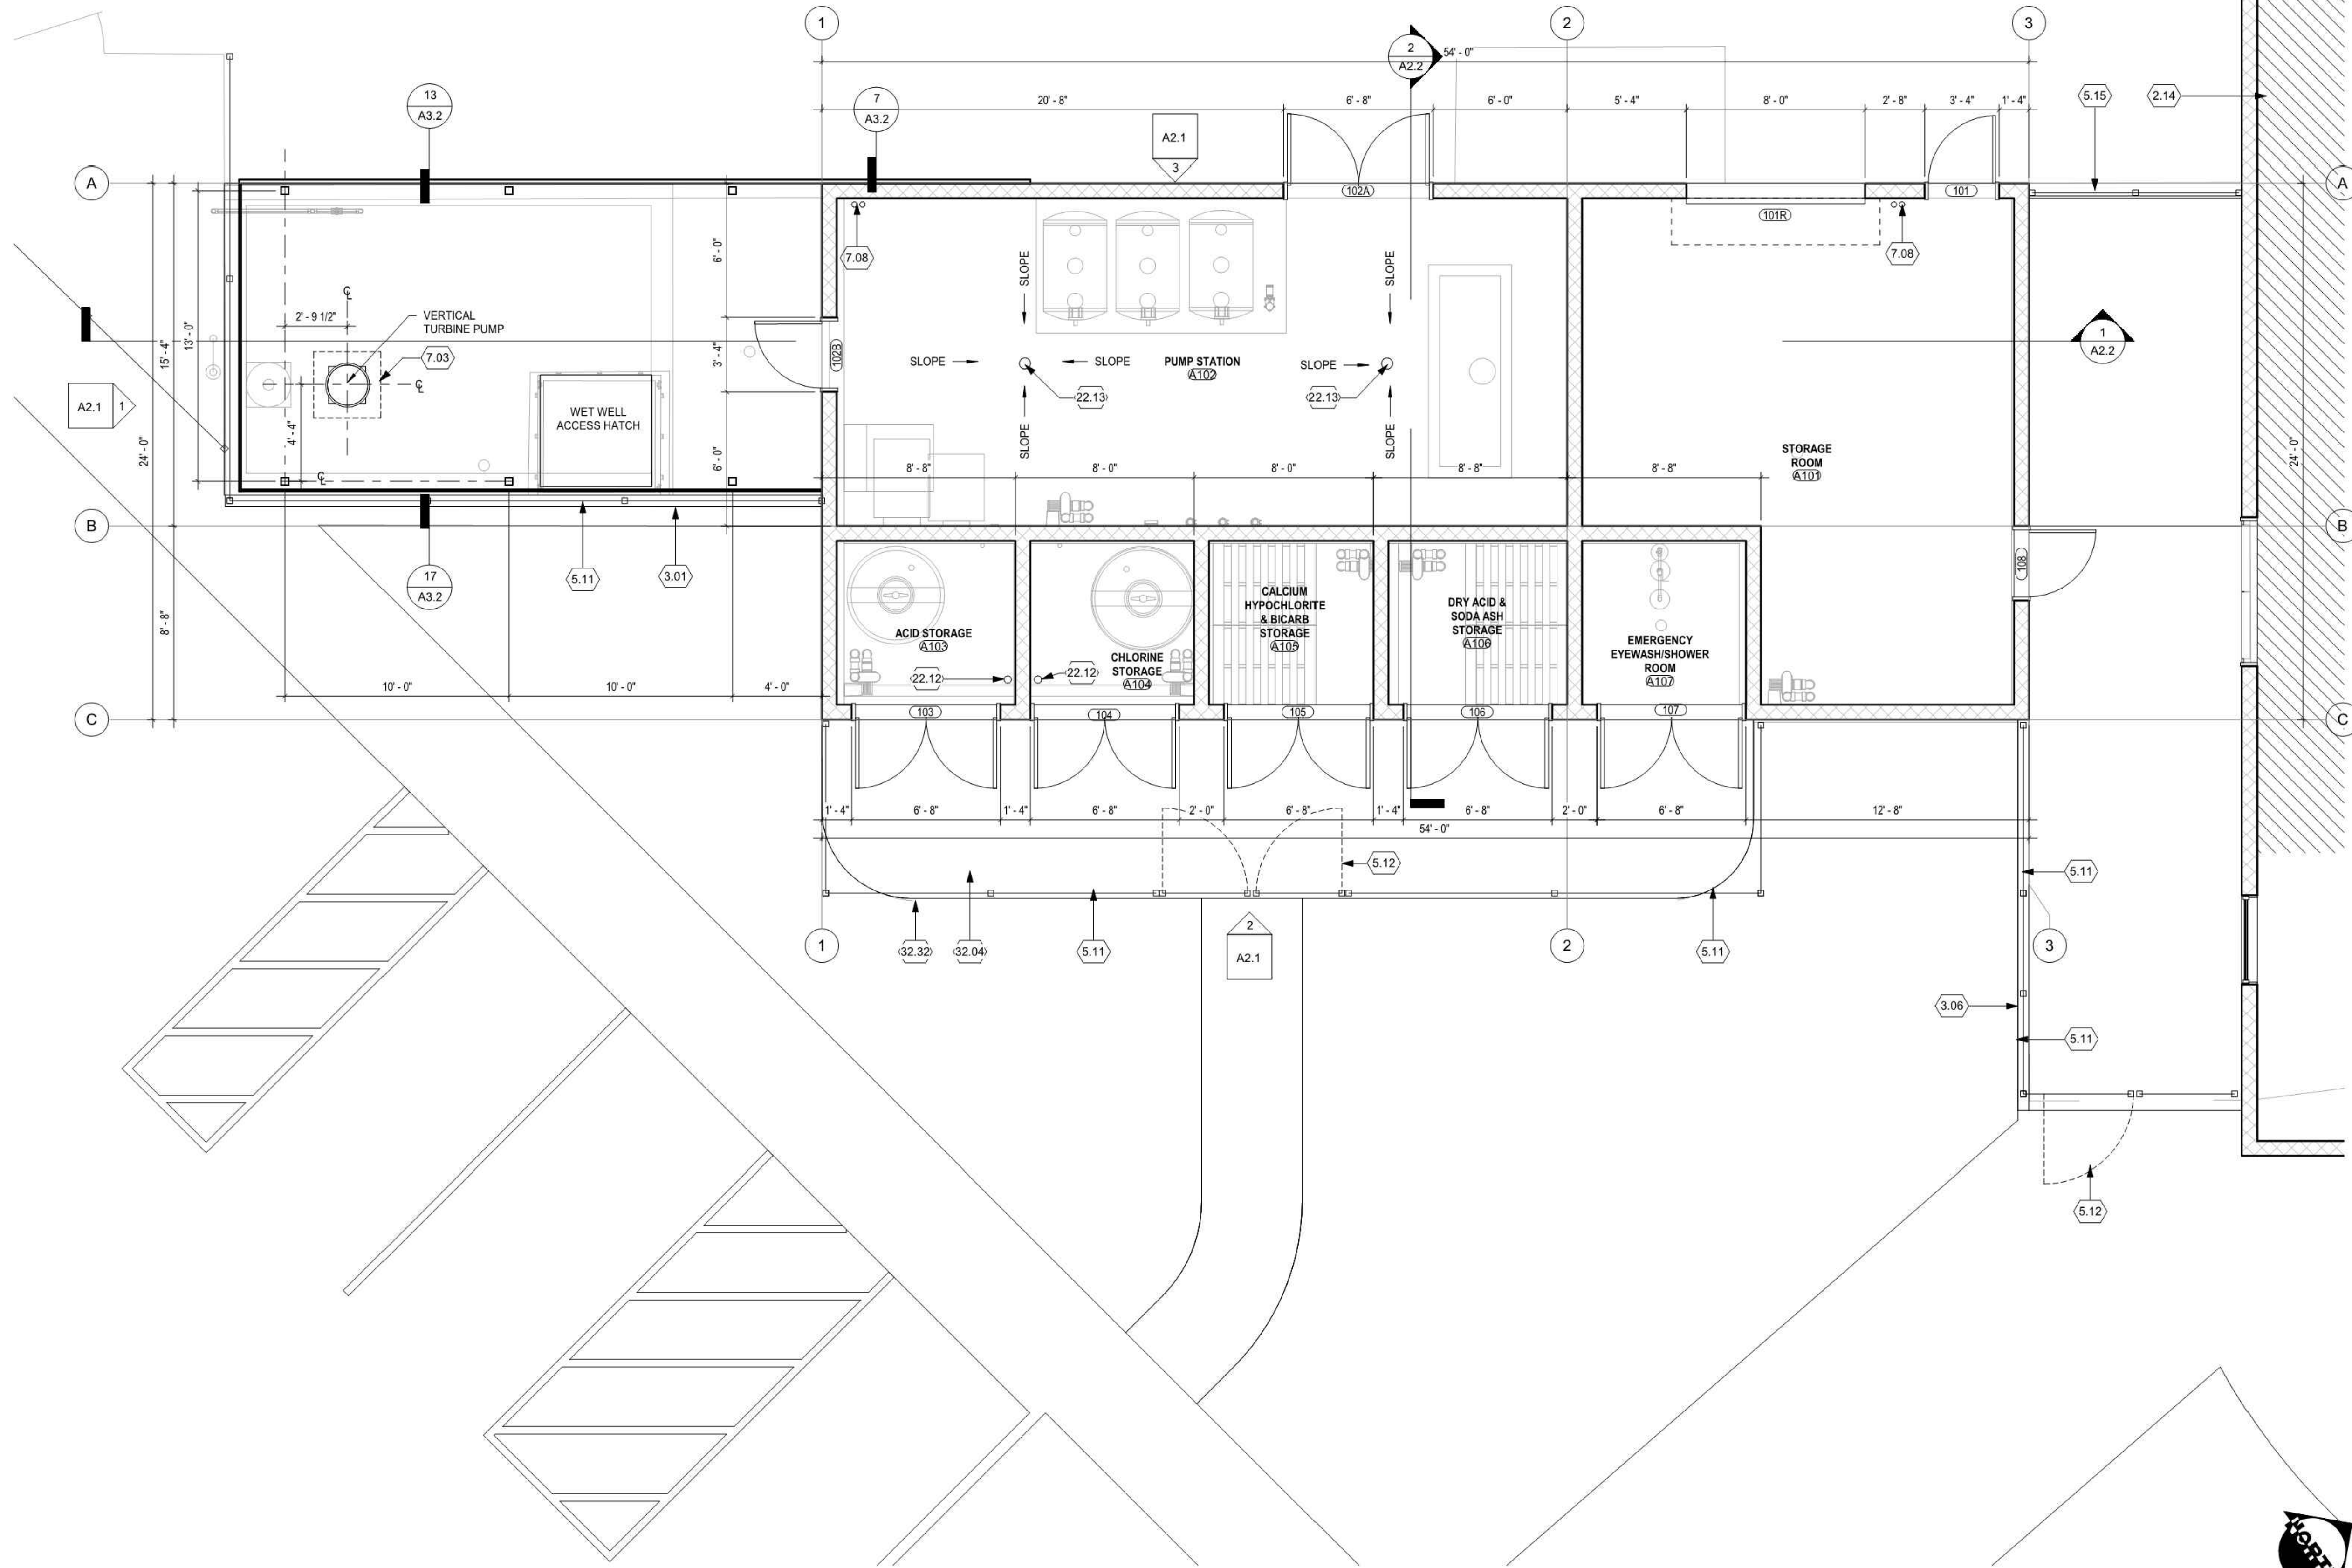 1
2
3
2
A2.2
54' - 0"
13
A3.2
7
A3.2
20' - 8"
6' - 8"
6' - 0"
5' - 4"
8' - 0"
2' - 8"
3' - 4"
1' - 4"
5.15
2.14
A2.1
3
A
A
102A
101
101R
7.08
7.08
6' - 0"
SLOPE
SLOPE
13' - 0"
15' - 4"
24' - 0"
2' - 9 1/2"
VERTICAL
TURBINE PUMP
7.03
3' - 4"
102B
SLOPE
SLOPE
PUMP STATION
A102
SLOPE
1
A2.2
A2.1
1
22.13
22.13
WET WELL
ACCESS HATCH
4' - 4"
6' - 0"
SLOPE
SLOPE
STORAGE
ROOM
A101
24' - 0"
8' - 8"
8' - 0"
8' - 0"
8' - 8"
8' - 8"
B
B
17
A3.2
5.11
3.01
108
8' - 8"
ACID STORAGE
A103
22.12
CHLORINE
STORAGE
A104
22.12
CALCIUM
HYPOCHLORITE
& BICARB
STORAGE
A105
DRY ACID &
SODA ASH
STORAGE
A106
EMERGENCY
EYEWASH/SHOWER
ROOM
A107
10' - 0"
10' - 0"
4' - 0"
C
C
103
104
105
106
107
1' - 4"
6' - 8"
1' - 4"
6' - 8"
2' - 0"
6' - 8"
1' - 4"
6' - 8"
2' - 0"
6' - 8"
12' - 8"
54' - 0"
5.12
5.11
1
32.32
32.04
5.11
2
A2.1
2
5.11
3
3.06
5.11
5.12